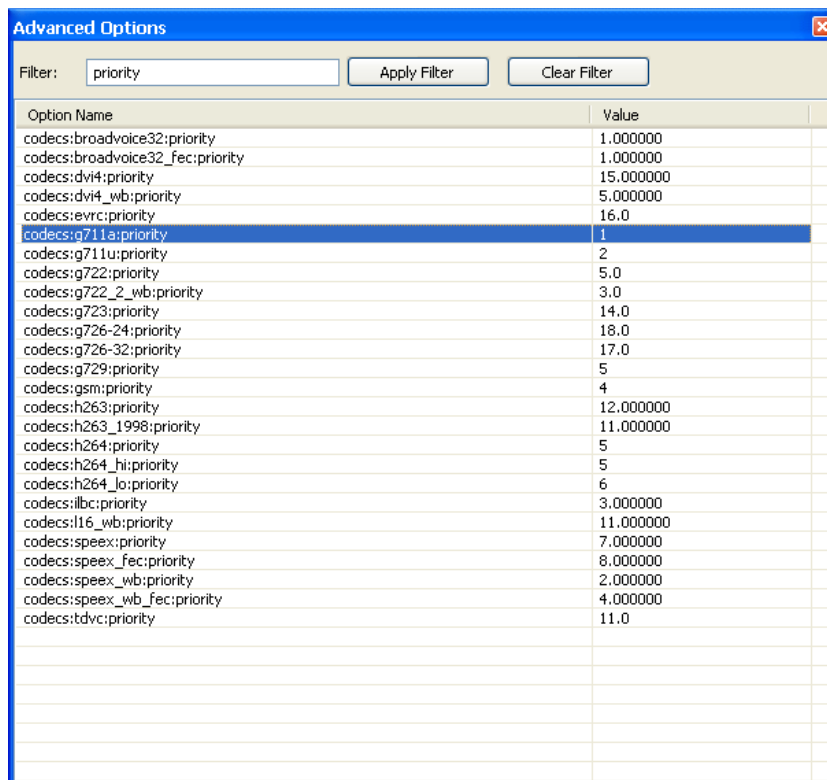 Advanced Options
Filter: priority Apply Filter Clear Filter
Option Name Value
codecs:broadvoice32:priority 1.000000
codecs:broadvoice32_fec:priority 1.000000
codecs:dvi4:priority 15.000000
codecs:dvi4_wb:priority 5.000000
codecs:evrc:priority 16.0
codecs:g711a:priority 1
codecs:g711u:priority 2
codecs:g722:priority 5.0
codecs:g722_2_wb:priority 3.0
codecs:g723:priority 14.0
codecs:g726-24:priority 18.0
codecs:g726-32:priority 17.0
codecs:g729:priority 5
codecs:gsm:priority 4
codecs:h263:priority 12.000000
codecs:h263_1998:priority 11.000000
codecs:h264:priority 5
codecs:h264_hi:priority 5
codecs:h264_lo:priority 6
codecs:ilbc:priority 3.000000
codecs:l16_wb:priority 11.000000
codecs:speex:priority 7.000000
codecs:speex_fec:priority 8.000000
codecs:speex_wb:priority 2.000000
codecs:speex_wb_fec:priority 4.000000
codecs:tdvc:priority 11.0